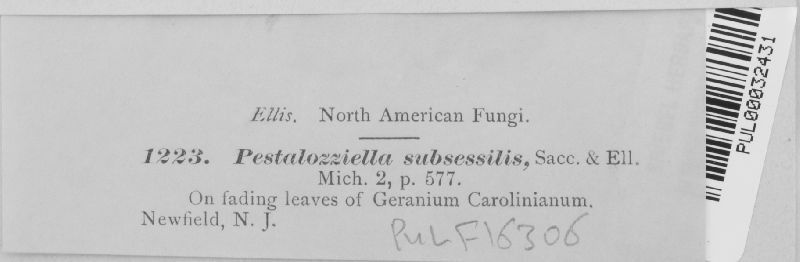 Ellis. North American Fungi.
1223. Pestalozziella subsessilis, Sacc. & Ell.
Mich. 2, p. 577.
On fading leaves of Geranium Carolinianum.
Newfield, N. J.
PULF16306
PUL00032431